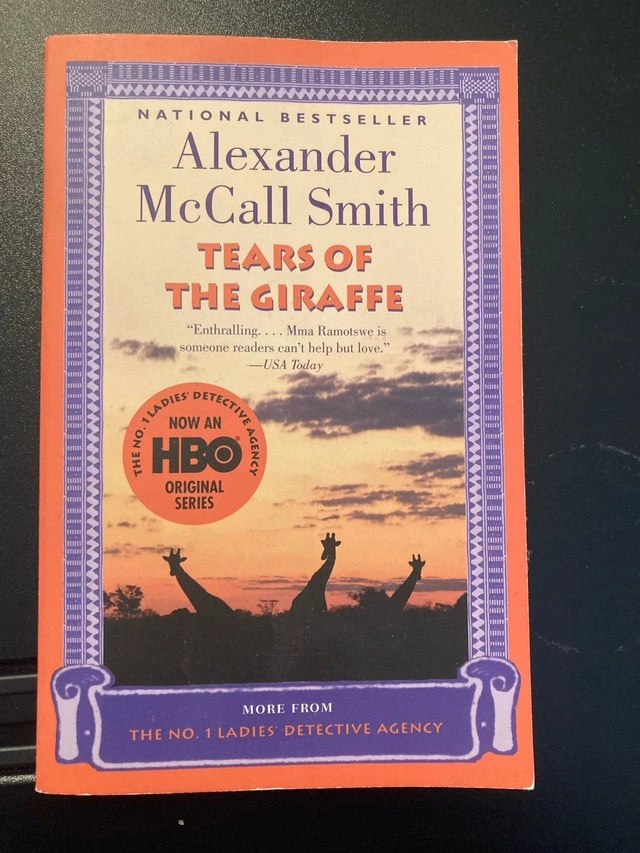 NATIONAL BESTSELLER
Alexander
McCall Smith
TEARS OF
THE GIRAFFE
“Enthralling. . . . Mma Ramotswe is
someone readers can’t help but love.”
—USA Today
THE NO. 1 LADIES’ DETECTIVE AGENCY
NOW AN
HBO®
ORIGINAL
SERIES
MORE FROM
THE NO. 1 LADIES’ DETECTIVE AGENCY